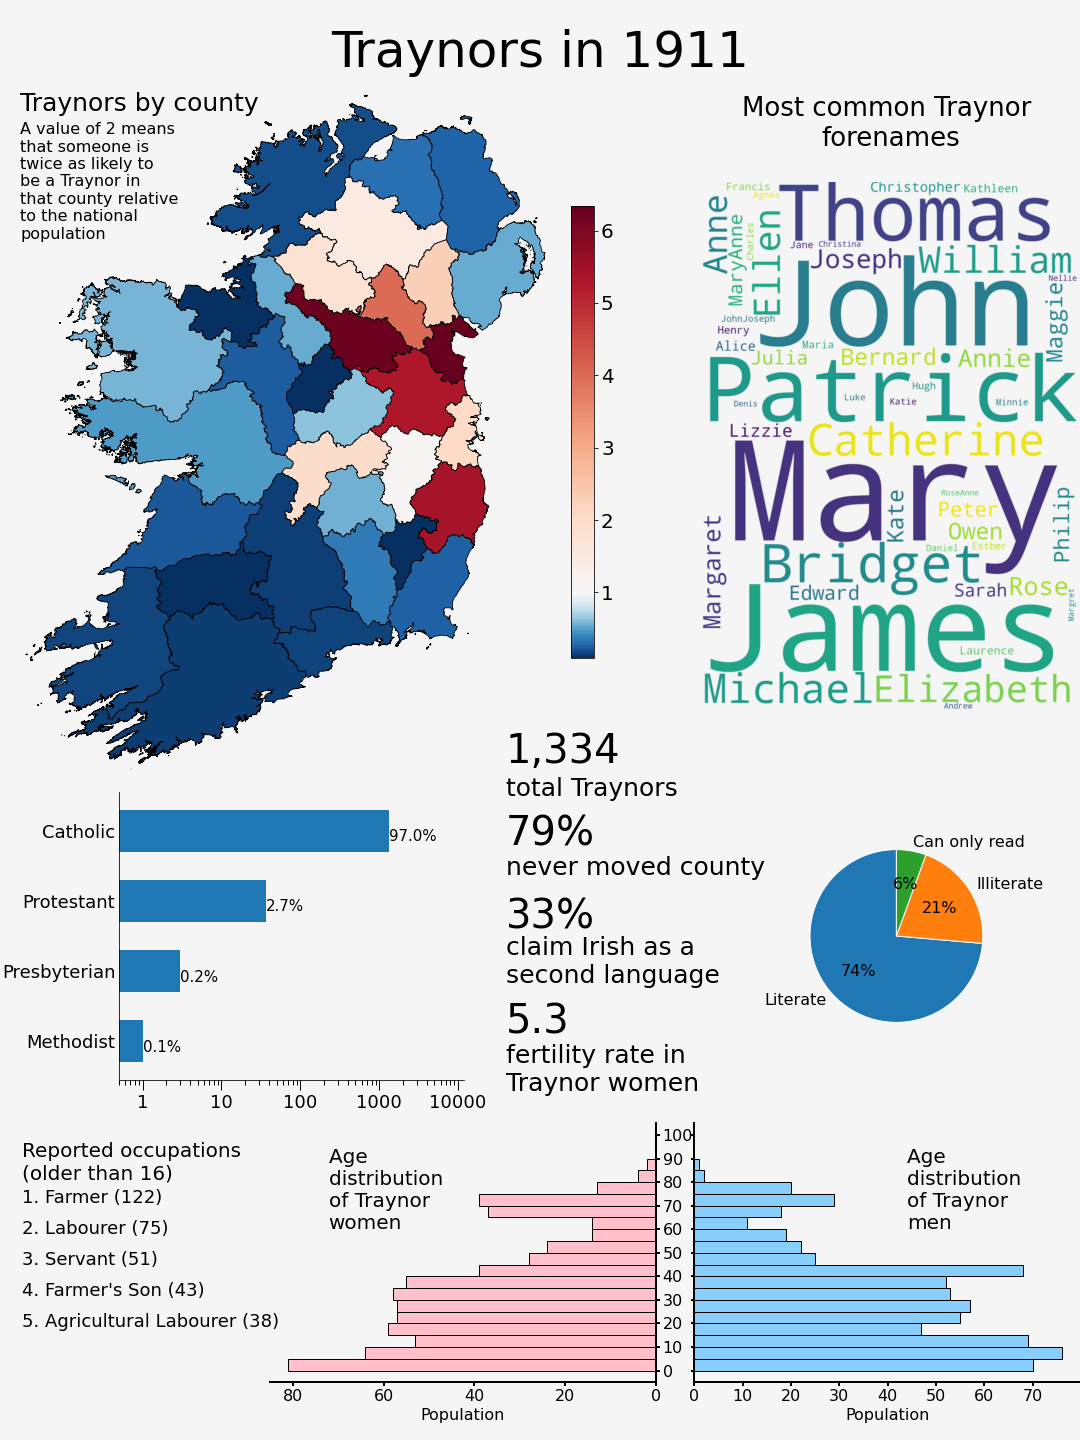 Traynors in 1911
Traynors by county
A value of 2 means
that someone is
twice as likely to
be a Traynor in
that county relative
to the national
population
6
5
4
3
2
1
Most common Traynor
forenames
Francis
Agnes
Thomas
Christopher
Kathleen
Anne
MaryAnne
Charles
Ellen
Jane
Christina
Joseph
William
Nellie
John
Maggie
JohnJoseph
Henry
Alice
Maria
Julia
Bernard
Annie
Patrick
Hugh
Luke
Katie
Denis
Minnie
Lizzie
Catherine
Mary
RoseAnne
Kate
Peter
Owen
Philip
Daniel
Esther
Margaret
Bridget
Edward
Sarah
Rose
Margret
James
Laurence
Michael
Elizabeth
Andrew
1,334
total Traynors
79%
never moved county
33%
claim Irish as a
second language
5.3
fertility rate in
Traynor women
Catholic
97.0%
Protestant
2.7%
Presbyterian
0.2%
Methodist
0.1%
1 10 100 1000 10000
Can only read
6%
Illiterate
21%
74%
Literate
Reported occupations
(older than 16)
1. Farmer (122)
2. Labourer (75)
3. Servant (51)
4. Farmer's Son (43)
5. Agricultural Labourer (38)
Age
distribution
of Traynor
women
80 60 40 20 0
Population
100
90
80
70
60
50
40
30
20
10
0
Age
distribution
of Traynor
men
0 10 20 30 40 50 60 70
Population